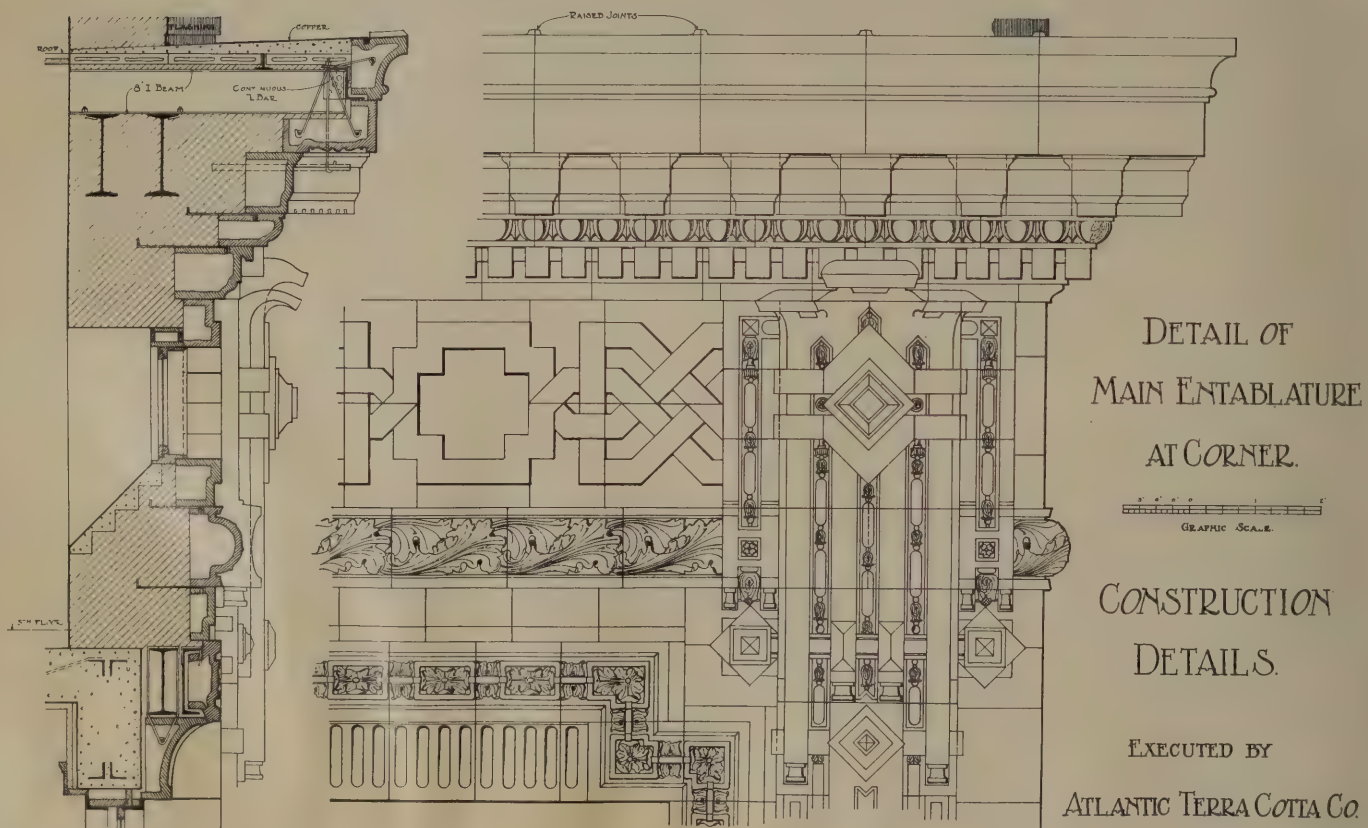 FLASHING
COPPER
RAISED JOINTS
ROOF
8" I BEAM
CONTINUOUS
Z BAR
5TH FLOOR
DETAIL OF
MAIN ENTABLATURE
AT CORNER.
GRAPHIC SCALE.
CONSTRUCTION
DETAILS.
EXECUTED BY
ATLANTIC TERRA COTTA CO.